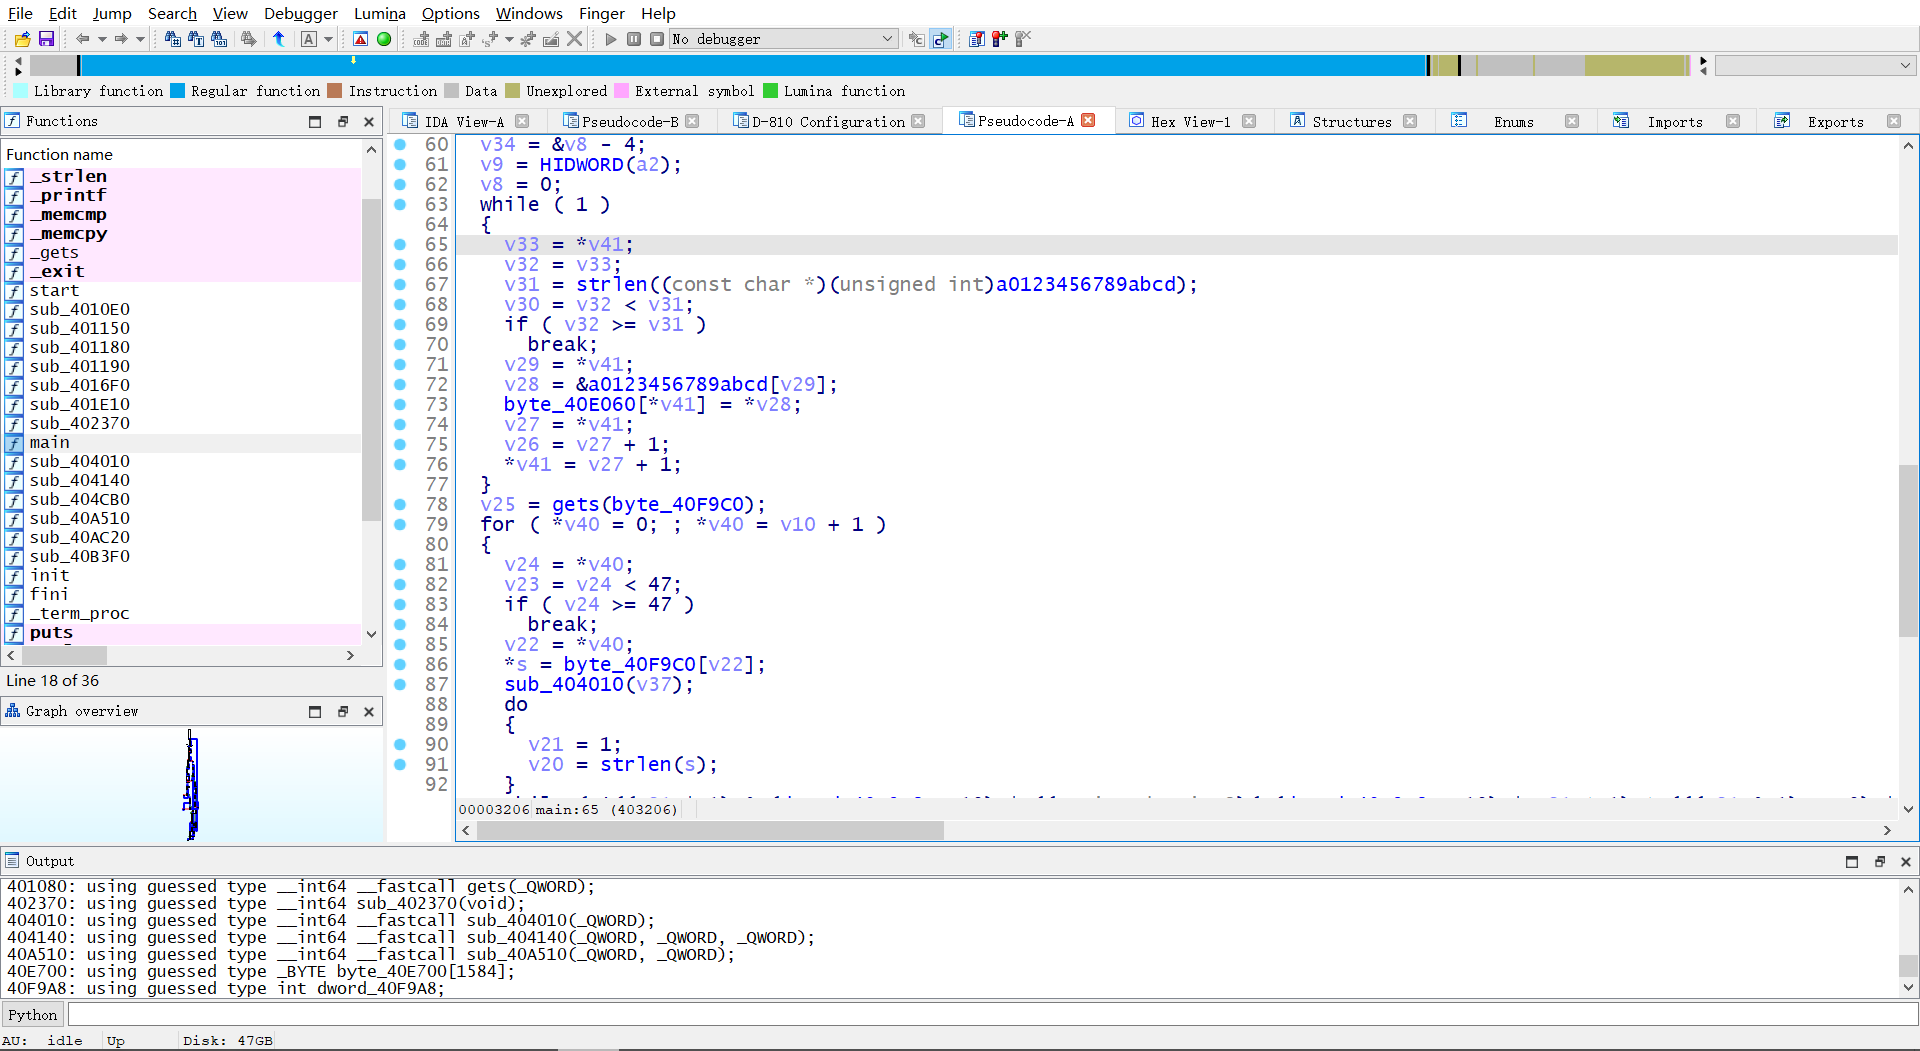 File Edit Jump Search View Debugger Lumina Options Windows Finger Help
No debugger
Library function Regular function Instruction Data Unexplored External symbol Lumina function
Functions
IDA View-A Pseudocode-B D-810 Configuration Pseudocode-A Hex View-1 Structures Enums Imports Exports
Function name
_strlen
_printf
_memcmp
_memcpy
_gets
_exit
start
sub_4010E0
sub_401150
sub_401180
sub_401190
sub_4016F0
sub_401E10
sub_402370
main
sub_404010
sub_404140
sub_404CB0
sub_40A510
sub_40AC20
sub_40B3F0
init
fini
_term_proc
puts
Line 18 of 36
Graph overview
60 v34 = &v8 - 4;
61 v9 = HIDWORD(a2);
62 v8 = 0;
63 while ( 1 )
64 {
65 v33 = *v41;
66 v32 = v33;
67 v31 = strlen((const char *)(unsigned int)a0123456789abcd);
68 v30 = v32 < v31;
69 if ( v32 >= v31 )
70 break;
71 v29 = *v41;
72 v28 = &a0123456789abcd[v29];
73 byte_40E060[*v41] = *v28;
74 v27 = *v41;
75 v26 = v27 + 1;
76 *v41 = v27 + 1;
77 }
78 v25 = gets(byte_40F9C0);
79 for ( *v40 = 0; ; *v40 = v10 + 1 )
80 {
81 v24 = *v40;
82 v23 = v24 < 47;
83 if ( v24 >= 47 )
84 break;
85 v22 = *v40;
86 *s = byte_40F9C0[v22];
87 sub_404010(v37);
88 do
89 {
90 v21 = 1;
91 v20 = strlen(s);
92 }
00003206 main:65 (403206)
Output
401080: using guessed type __int64 __fastcall gets(_QWORD);
402370: using guessed type __int64 sub_402370(void);
404010: using guessed type __int64 __fastcall sub_404010(_QWORD);
404140: using guessed type __int64 __fastcall sub_404140(_QWORD, _QWORD, _QWORD);
40A510: using guessed type __int64 __fastcall sub_40A510(_QWORD, _QWORD);
40E700: using guessed type _BYTE byte_40E700[1584];
40F9A8: using guessed type int dword_40F9A8;
Python
AU: idle Up Disk: 47GB